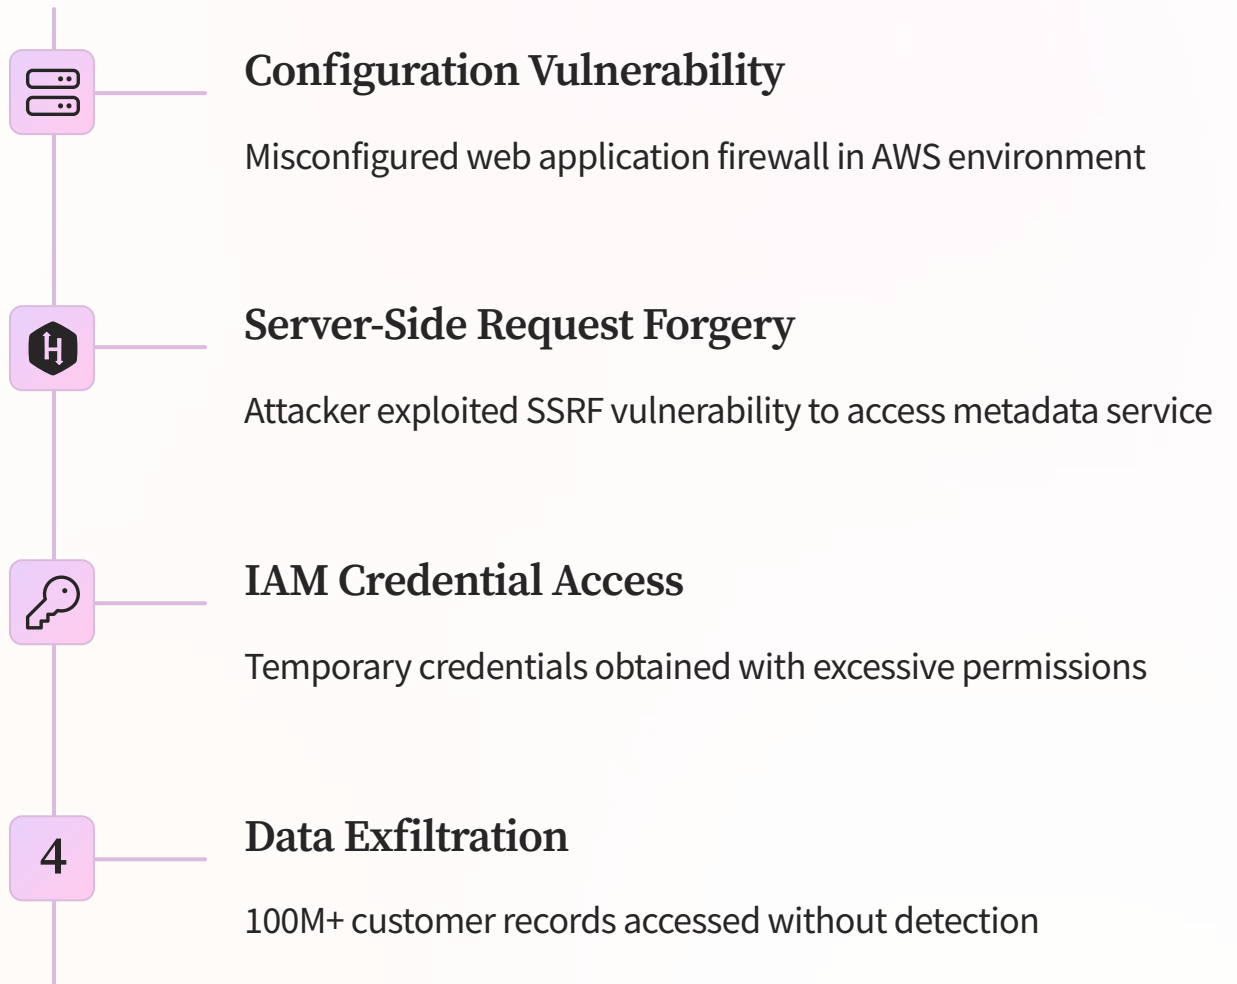 Configuration Vulnerability
Misconfigured web application firewall in AWS environment
H
Server-Side Request Forgery
Attacker exploited SSRF vulnerability to access metadata service
IAM Credential Access
Temporary credentials obtained with excessive permissions
4
Data Exfiltration
100M+ customer records accessed without detection